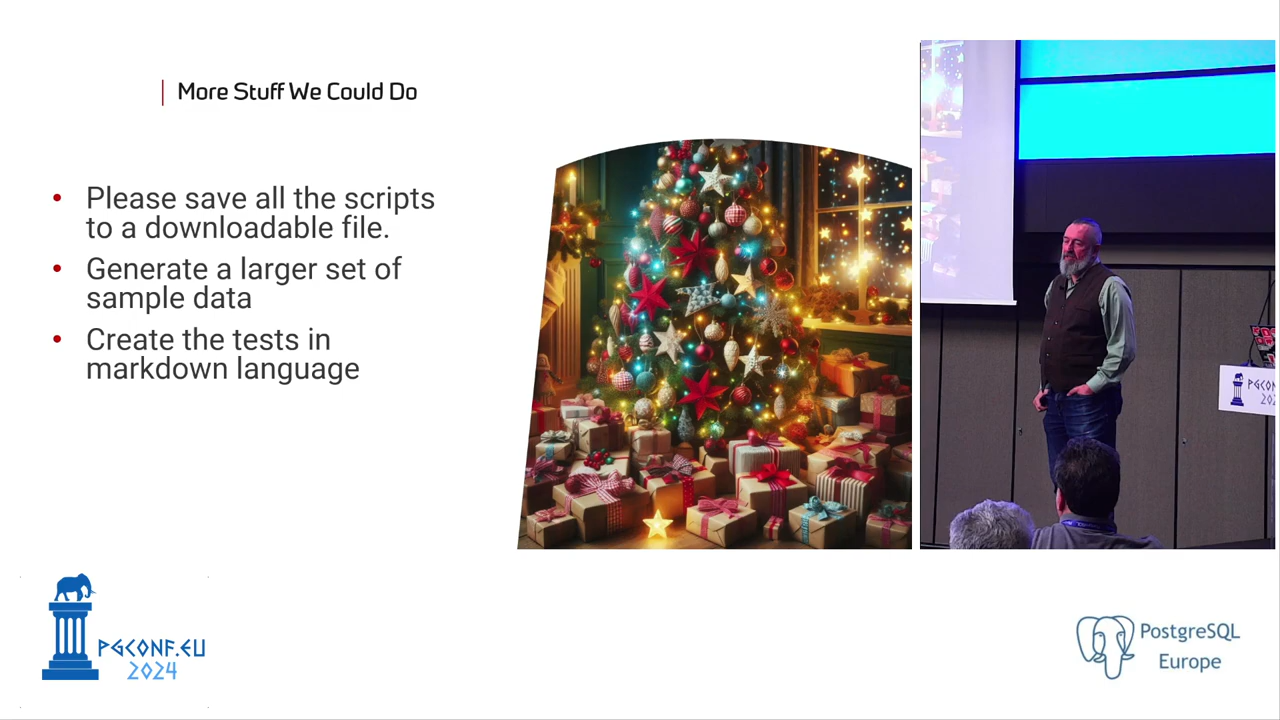 More Stuff We Could Do
Please save all the scripts
to a downloadable file.
Generate a larger set of
sample data
Create the tests in
markdown language
PGCONF.EU
2024
PostgreSQL
Europe